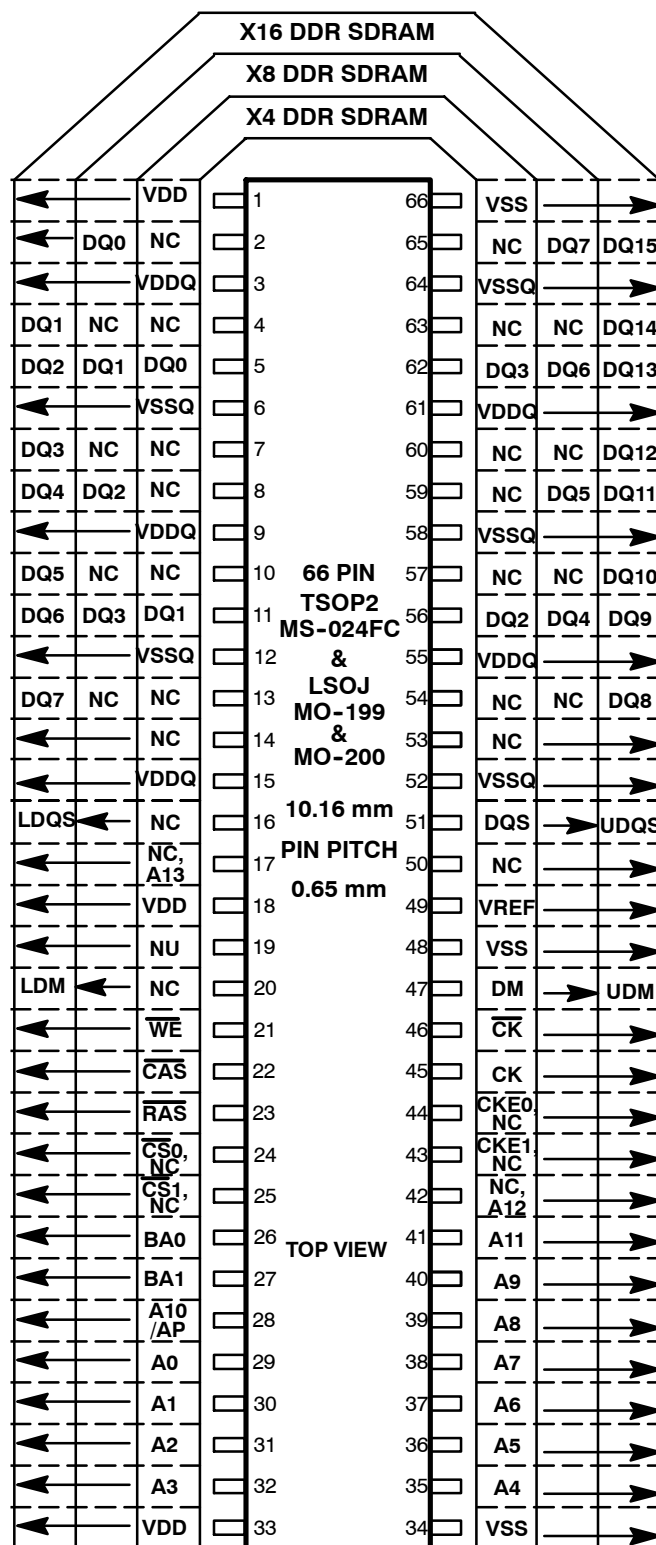 X16 DDR SDRAM
X8 DDR SDRAM
X4 DDR SDRAM
VDD 1 66 VSS
DQ0 NC 2 65 NC DQ7 DQ15
VDDQ 3 64 VSSQ
DQ1 NC NC 4 63 NC NC DQ14
DQ2 DQ1 DQ0 5 62 DQ3 DQ6 DQ13
VSSQ 6 61 VDDQ
DQ3 NC NC 7 60 NC NC DQ12
DQ4 DQ2 NC 8 59 NC DQ5 DQ11
VDDQ 9 58 VSSQ
DQ5 NC NC 10 66 PIN 57 NC NC DQ10
DQ6 DQ3 DQ1 11 TSOP2 56 DQ2 DQ4 DQ9
MS-024FC
VSSQ 12 & 55 VDDQ
DQ7 NC NC 13 LSOJ 54 NC NC DQ8
MO-199
NC 14 & 53 NC
MO-200
VDDQ 15 52 VSSQ
LDQS NC 16 10.16 mm 51 DQS UDQS
NC, A13 17 PIN PITCH 50 NC
VDD 18 0.65 mm 49 VREF
NU 19 48 VSS
LDM NC 20 47 DM UDM
W̅E̅ 21 46 C̅K̅
C̅A̅S̅ 22 45 CK
R̅A̅S̅ 23 44 CKE0, NC
C̅S̅0, NC 24 43 CKE1, NC
C̅S̅1, NC 25 42 NC, A12
BA0 26 TOP VIEW 41 A11
BA1 27 40 A9
A10 /AP 28 39 A8
A0 29 38 A7
A1 30 37 A6
A2 31 36 A5
A3 32 35 A4
VDD 33 34 VSS